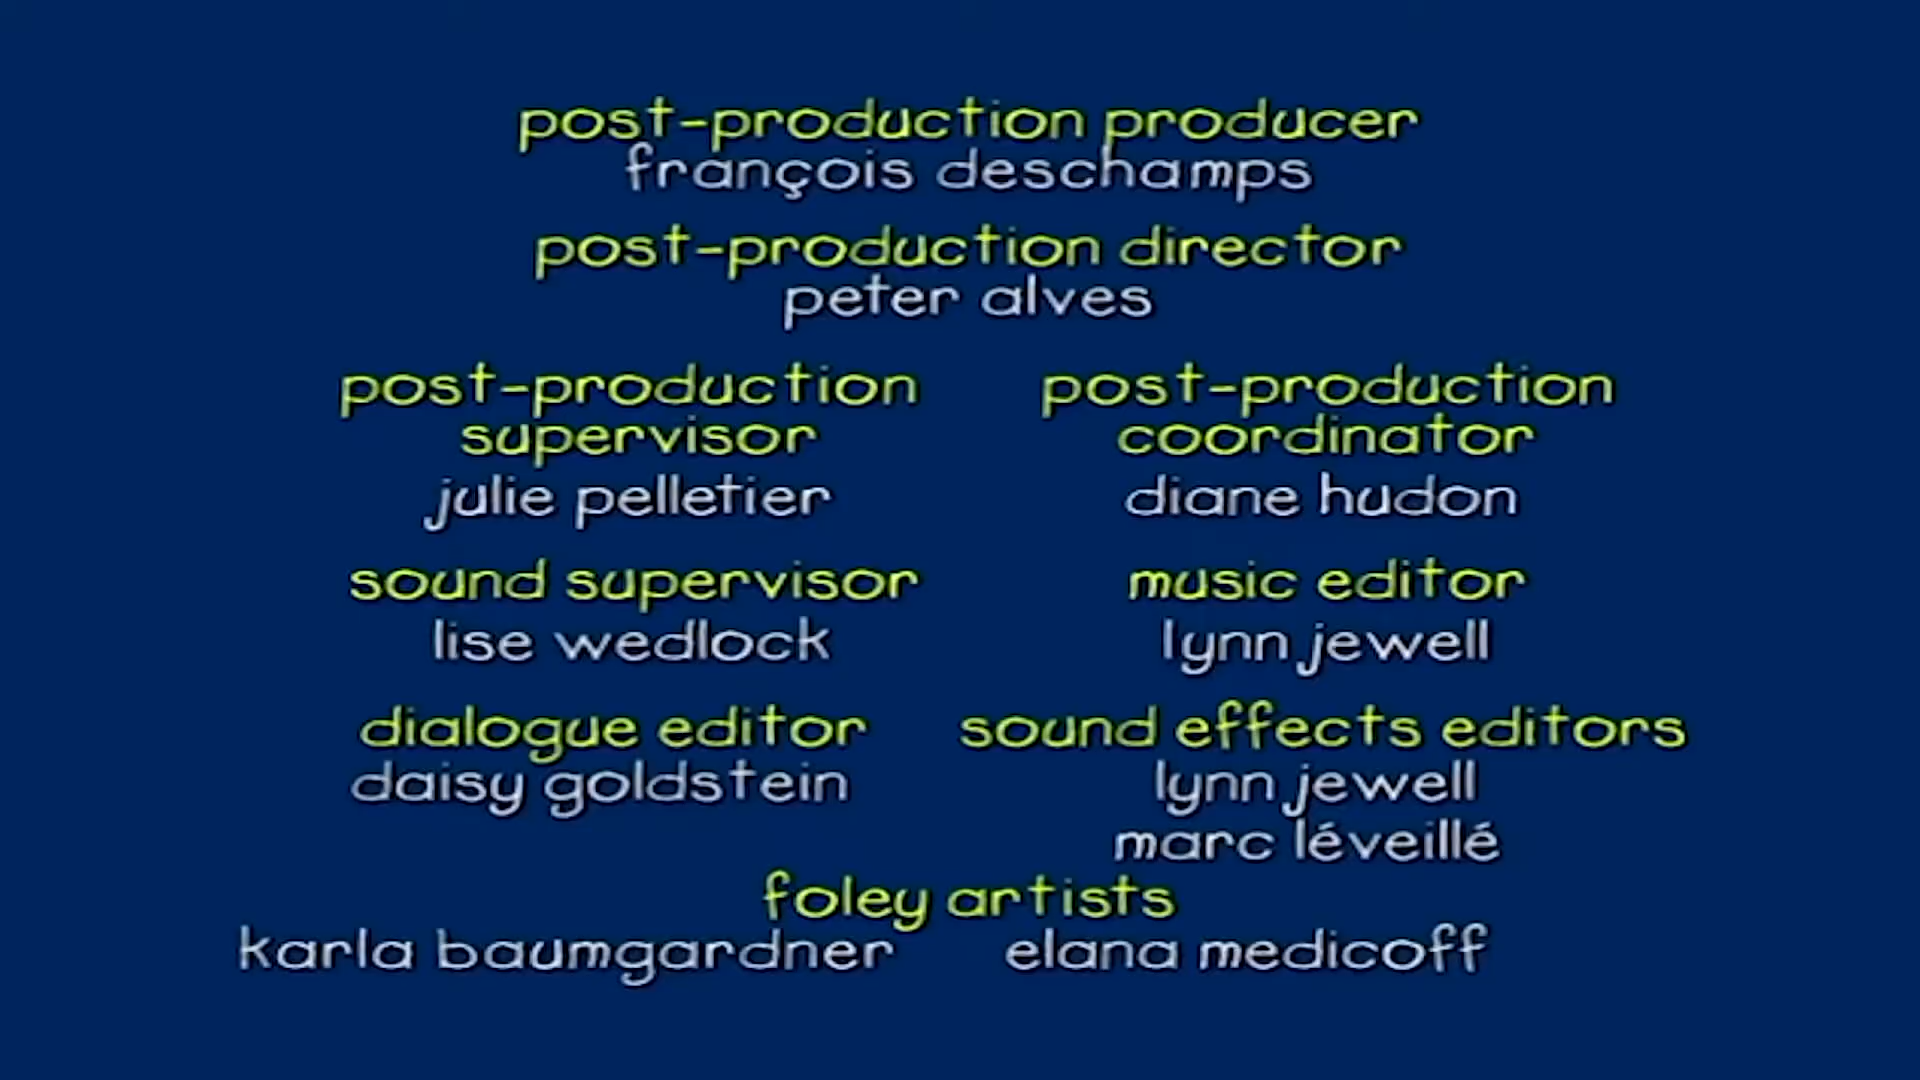 post-production producer
françois deschamps
post-production director
peter alves
post-production
supervisor
julie pelletier
post-production
coordinator
diane hudon
sound supervisor
lise wedlock
music editor
lynn jewell
dialogue editor
daisy goldstein
sound effects editors
lynn jewell
marc léveillé
foley artists
karla baumgardner
elana medicoff